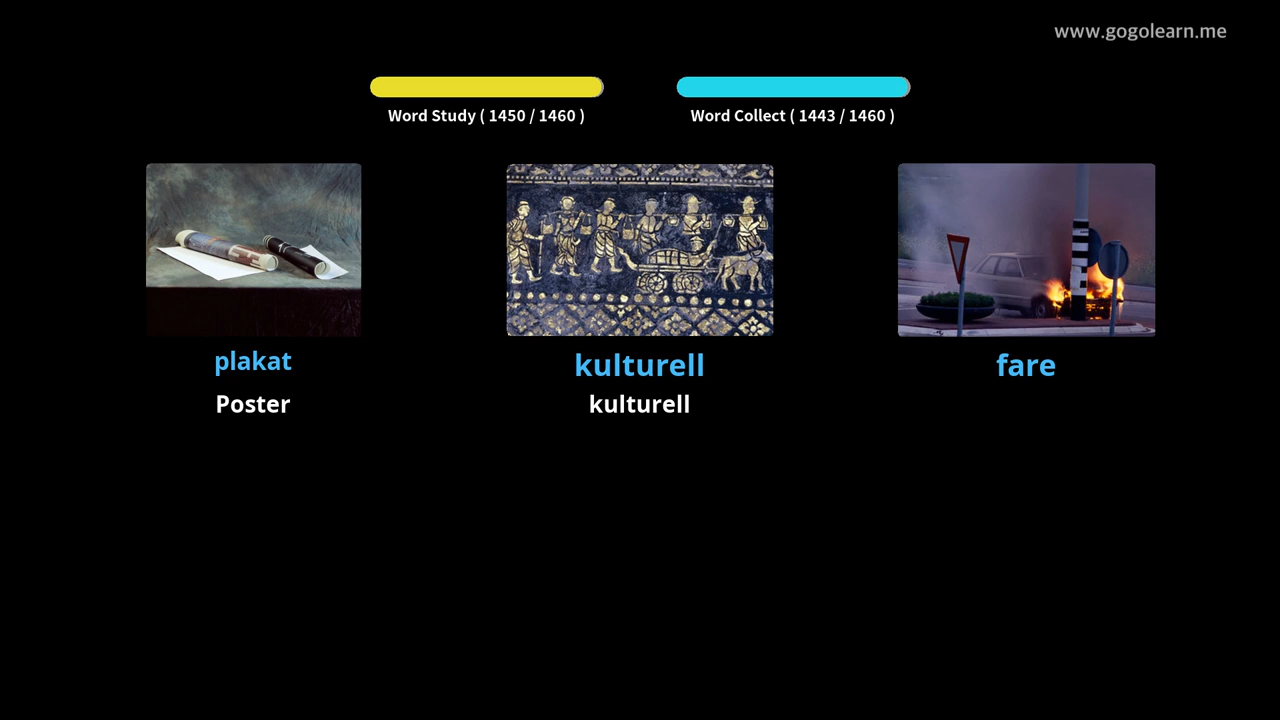 www.gogolearn.me
Word Study ( 1450 / 1460 )
Word Collect ( 1443 / 1460 )
plakat
kulturell
fare
Poster
kulturell